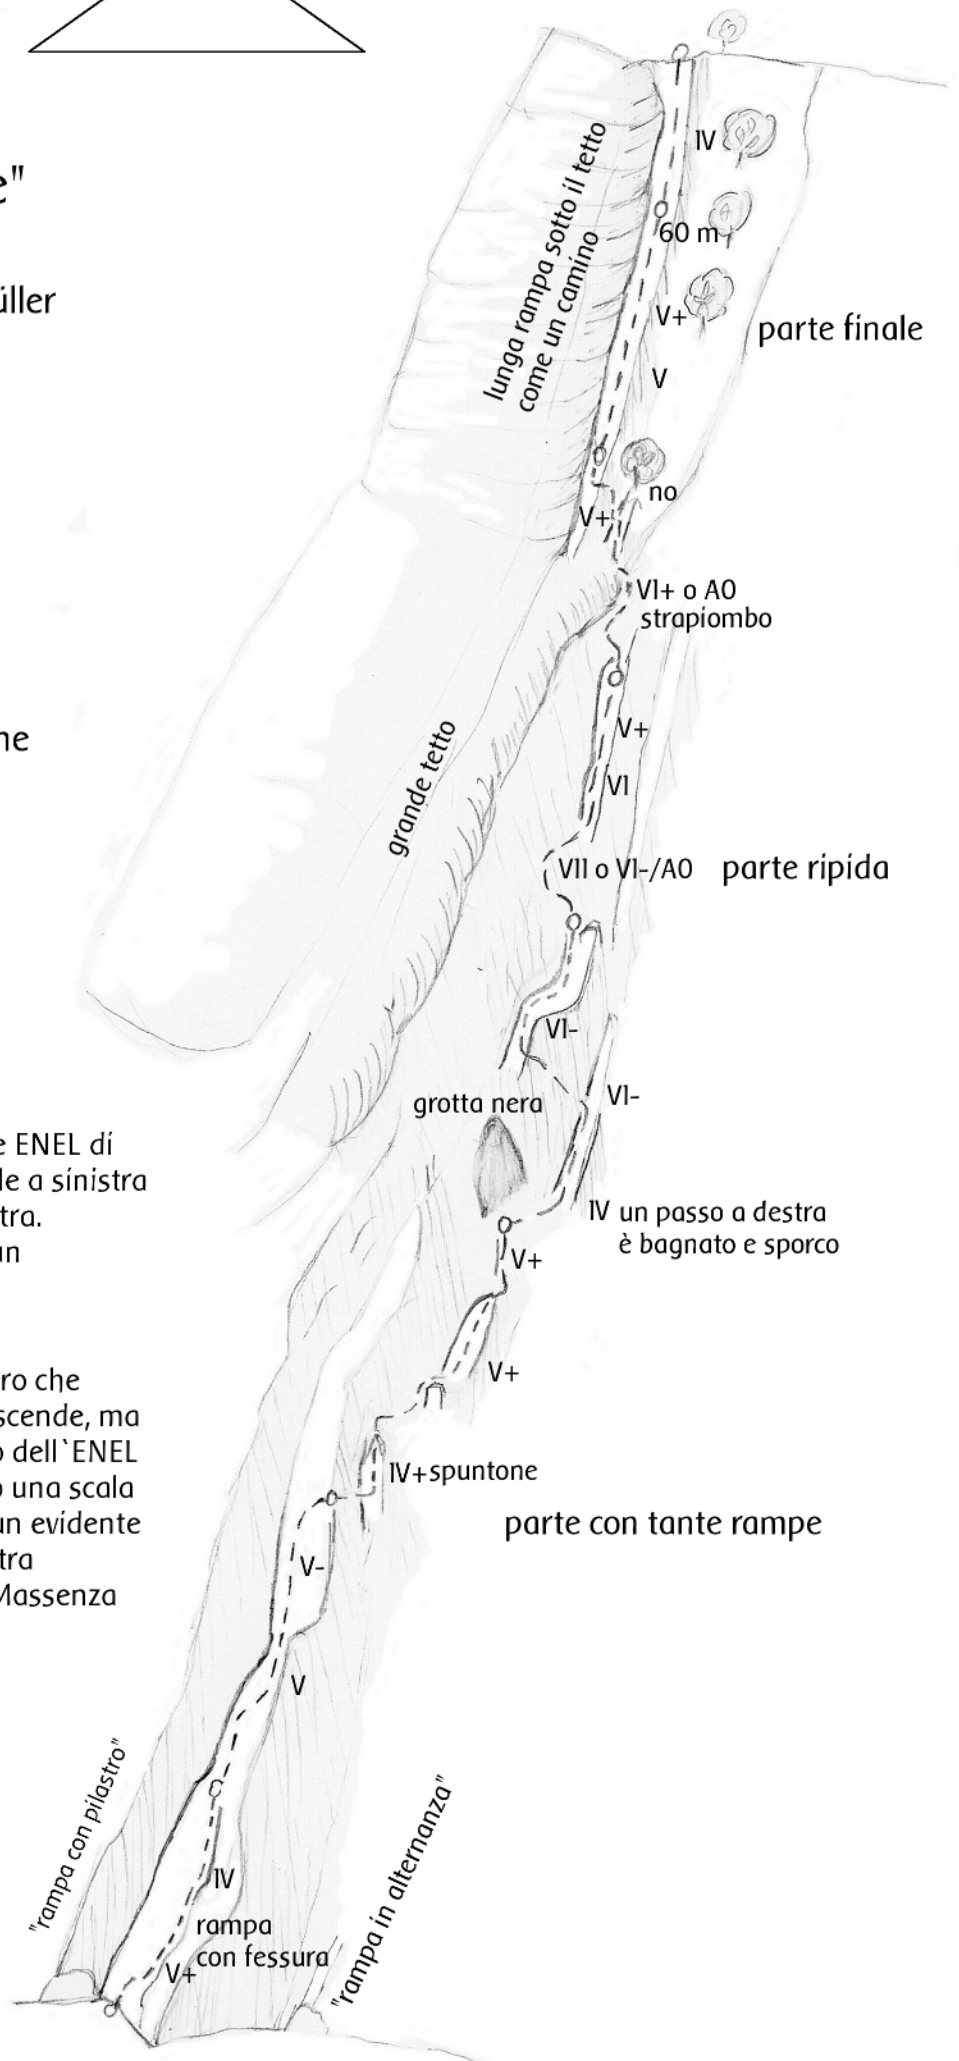 e"
üller
lunga rampa sotto il tetto
come un camino
IV
60 m
V+
V
parte finale
no
V+
VI+ o A0
strapiombo
V+
VI
grande tetto
ne
VII o VI-/A0
parte ripida
VI-
VI-
grotta nera
e ENEL dí
le a sinistra
tra.
un
IV un passo a destra
è bagnato e sporco
V+
V+
ro che
scende, ma
o dell`ENEL
o una scala
un evidente
tra
Massenza
IV+spuntone
parte con tante rampe
V-
V
"rampa con pilastro"
IV
rampa
con fessura
V+
"rampa in alternanza"